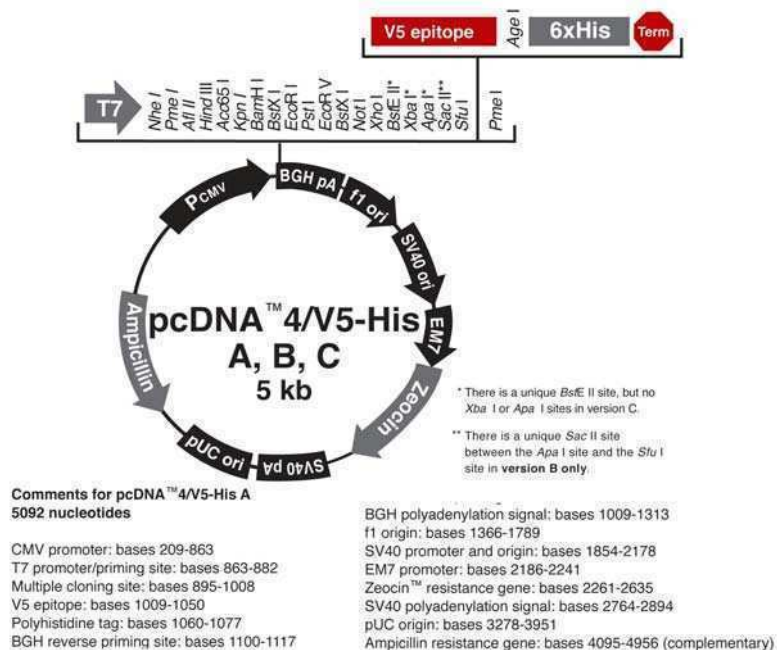 V5 epitope
Age I
6xHis
Term
T7
Nhe I
Pme I
Afl II
Hind III
Acc65 I
Kpn I
BamH I
BstX I
EcoR I
Pst I
EcoR V
BstX I
Not I
Xho I
BstE II*
Xba I*
Apa I*
Sac II**
Sfu I
Pme I
PCMV
BGH pA
f1 ori
SV40 ori
EM7
Zeocin
SV40 pA
pUC ori
Ampicillin
pcDNA™4/V5-His
A, B, C
5 kb
* There is a unique BstE II site, but no
Xba I or Apa I sites in version C.
** There is a unique Sac II site
between the Apa I site and the Sfu I
site in version B only.
Comments for pcDNA™4/V5-His A
5092 nucleotides
CMV promoter: bases 209-863
T7 promoter/priming site: bases 863-882
Multiple cloning site: bases 895-1008
V5 epitope: bases 1009-1050
Polyhistidine tag: bases 1060-1077
BGH reverse priming site: bases 1100-1117
BGH polyadenylation signal: bases 1009-1313
f1 origin: bases 1366-1789
SV40 promoter and origin: bases 1854-2178
EM7 promoter: bases 2186-2241
Zeocin™ resistance gene: bases 2261-2635
SV40 polyadenylation signal: bases 2764-2894
pUC origin: bases 3278-3951
Ampicillin resistance gene: bases 4095-4956 (complementary)